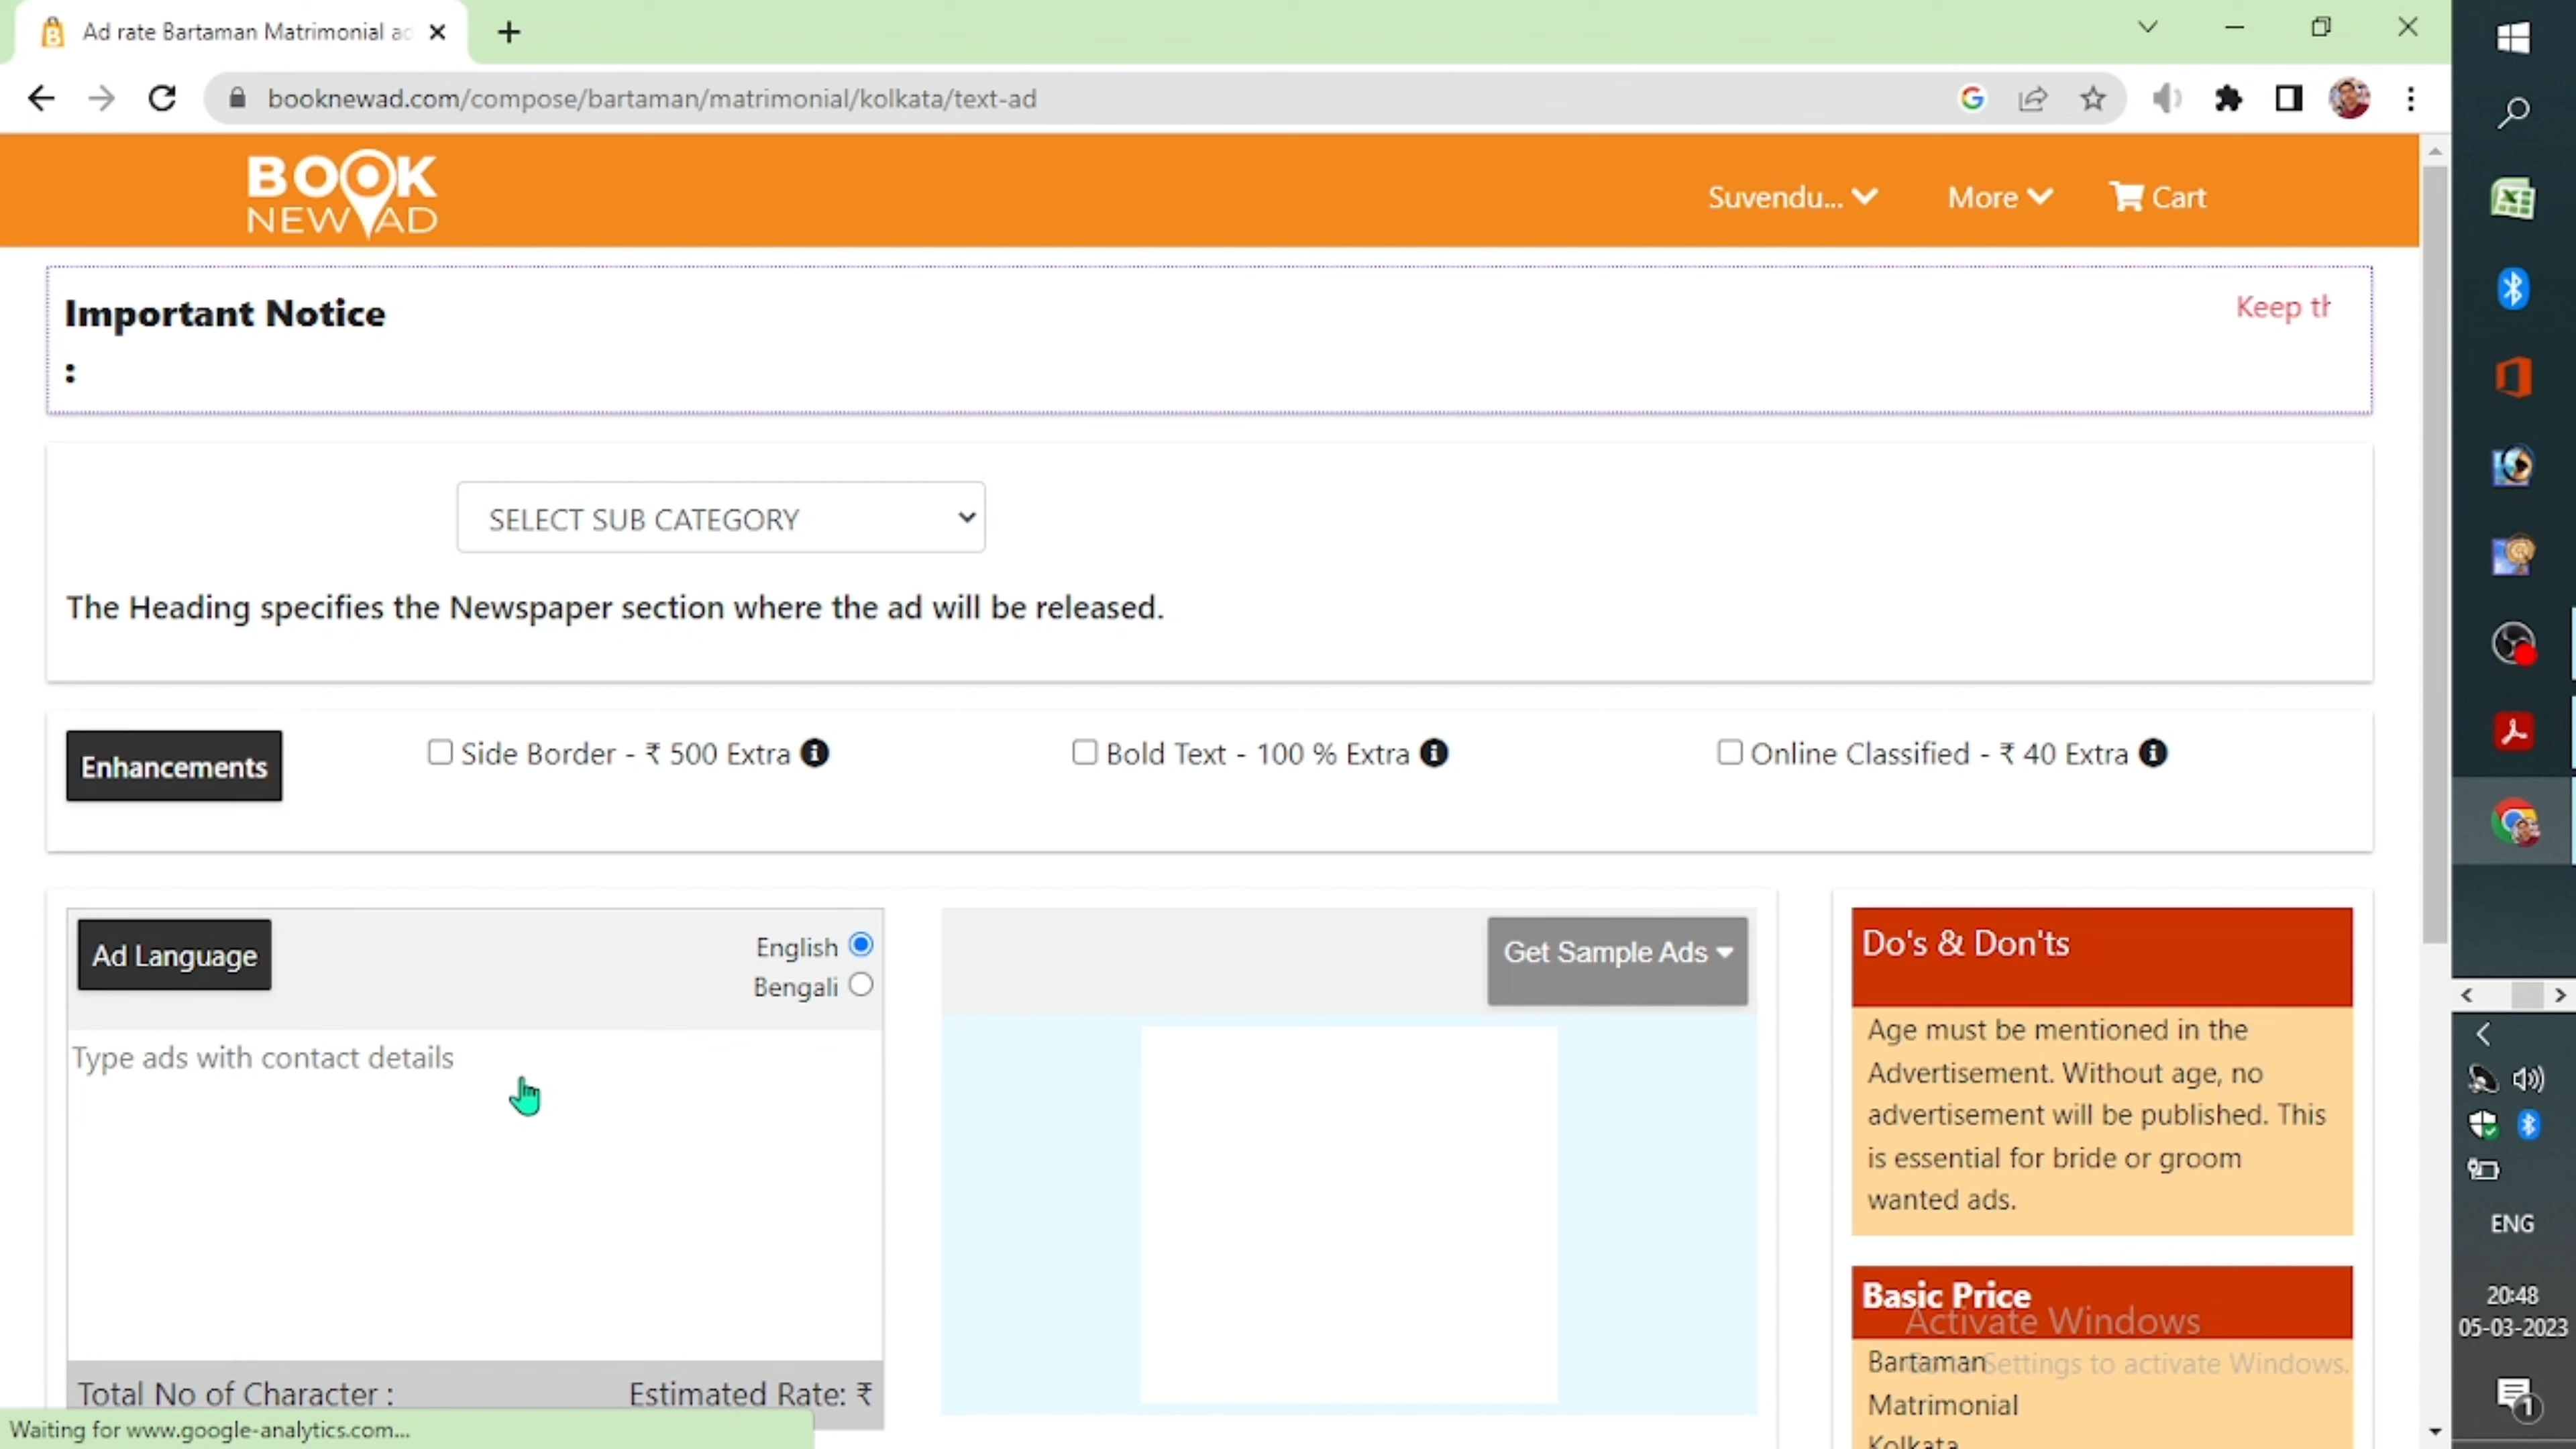 Ad rate Bartaman Matrimonial ad
booknewad.com/compose/bartaman/matrimonial/kolkata/text-ad
BOOK
NEW AD
Suvendu...
More
Cart
Important Notice
:
Keep th
SELECT SUB CATEGORY
The Heading specifies the Newspaper section where the ad will be released.
Enhancements
Side Border - ₹ 500 Extra
Bold Text - 100 % Extra
Online Classified - ₹ 40 Extra
Ad Language
English
Bengali
Type ads with contact details
Total No of Character :
Estimated Rate: ₹
Get Sample Ads
Do's & Don'ts
Age must be mentioned in the
Advertisement. Without age, no
advertisement will be published. This
is essential for bride or groom
wanted ads.
Basic Price
Activate Windows
Bartaman
Go to Settings to activate Windows.
Matrimonial
Kolkata
Waiting for www.google-analytics.com...
ENG
20:48
05-03-2023
1